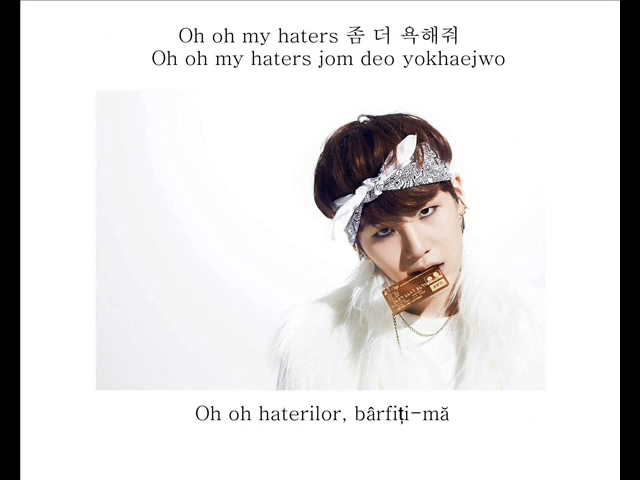 Oh oh my haters 좀 더 욕해줘
Oh oh my haters jom deo yokhaejwo
Oh oh haterilor, bârfiți-mă